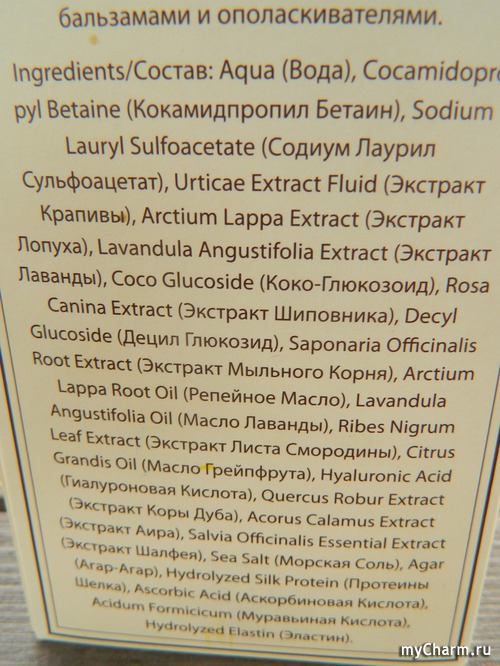 бальзамами и ополаскивателями.
Ingredients/Состав: Aqua (Вода), Cocamidopro
pyl Betaine (Кокамидпропил Бетаин), Sodium
Lauryl Sulfoacetate (Содиум Лаурил
Сульфоацетат), Urticae Extract Fluid (Экстракт
Крапивы), Arctium Lappa Extract (Экстракт
Лопуха), Lavandula Angustifolia Extract (Экстракт
Лаванды), Coco Glucoside (Коко-Глюкозоид), Rosa
Canina Extract (Экстракт Шиповника), Decyl
Glucoside (Децил Глюкозид), Saponaria Officinalis
Root Extract (Экстракт Мыльного Корня), Arctium
Lappa Root Oil (Репейное Масло), Lavandula
Angustifolia Oil (Масло Лаванды), Ribes Nigrum
Leaf Extract (Экстракт Листа Смородины), Citrus
Grandis Oil (Масло Грейпфрута), Hyaluronic Acid
(Гиалуроновая Кислота), Quercus Robur Extract
(Экстракт Коры Дуба), Acorus Calamus Extract
(Экстракт Аира), Salvia Officinalis Essential Extract
(Экстракт Шалфея), Sea Salt (Морская Соль), Agar
(Агар-Агар), Hydrolyzed Silk Protein (Протеины
Шелка), Ascorbic Acid (Аскорбиновая Кислота),
Acidum Formicicum (Муравьиная Кислота),
Hydrolyzed Elastin (Эластин).
myCharm.ru